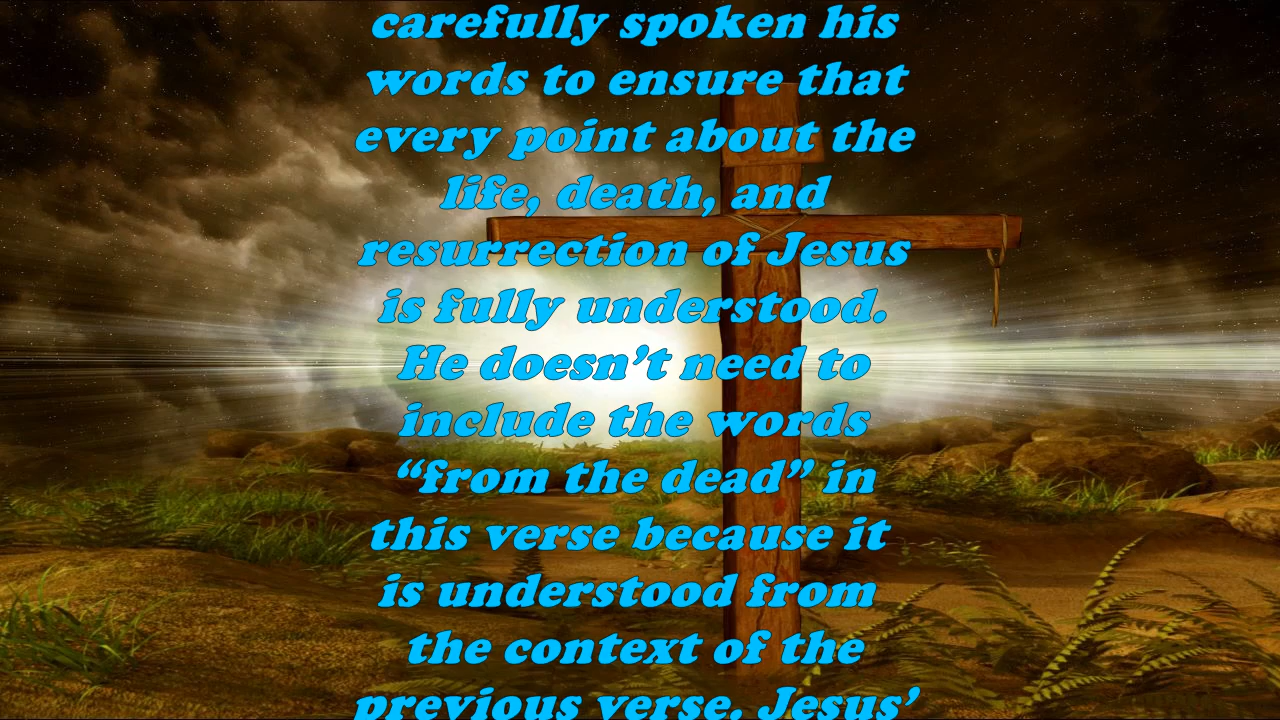 carefully spoken his
words to ensure that
every point about the
life, death, and
resurrection of Jesus
is fully understood.
He doesn’t need to
include the words
“from the dead” in
this verse because it
is understood from
the context of the
previous verse. Jesus’